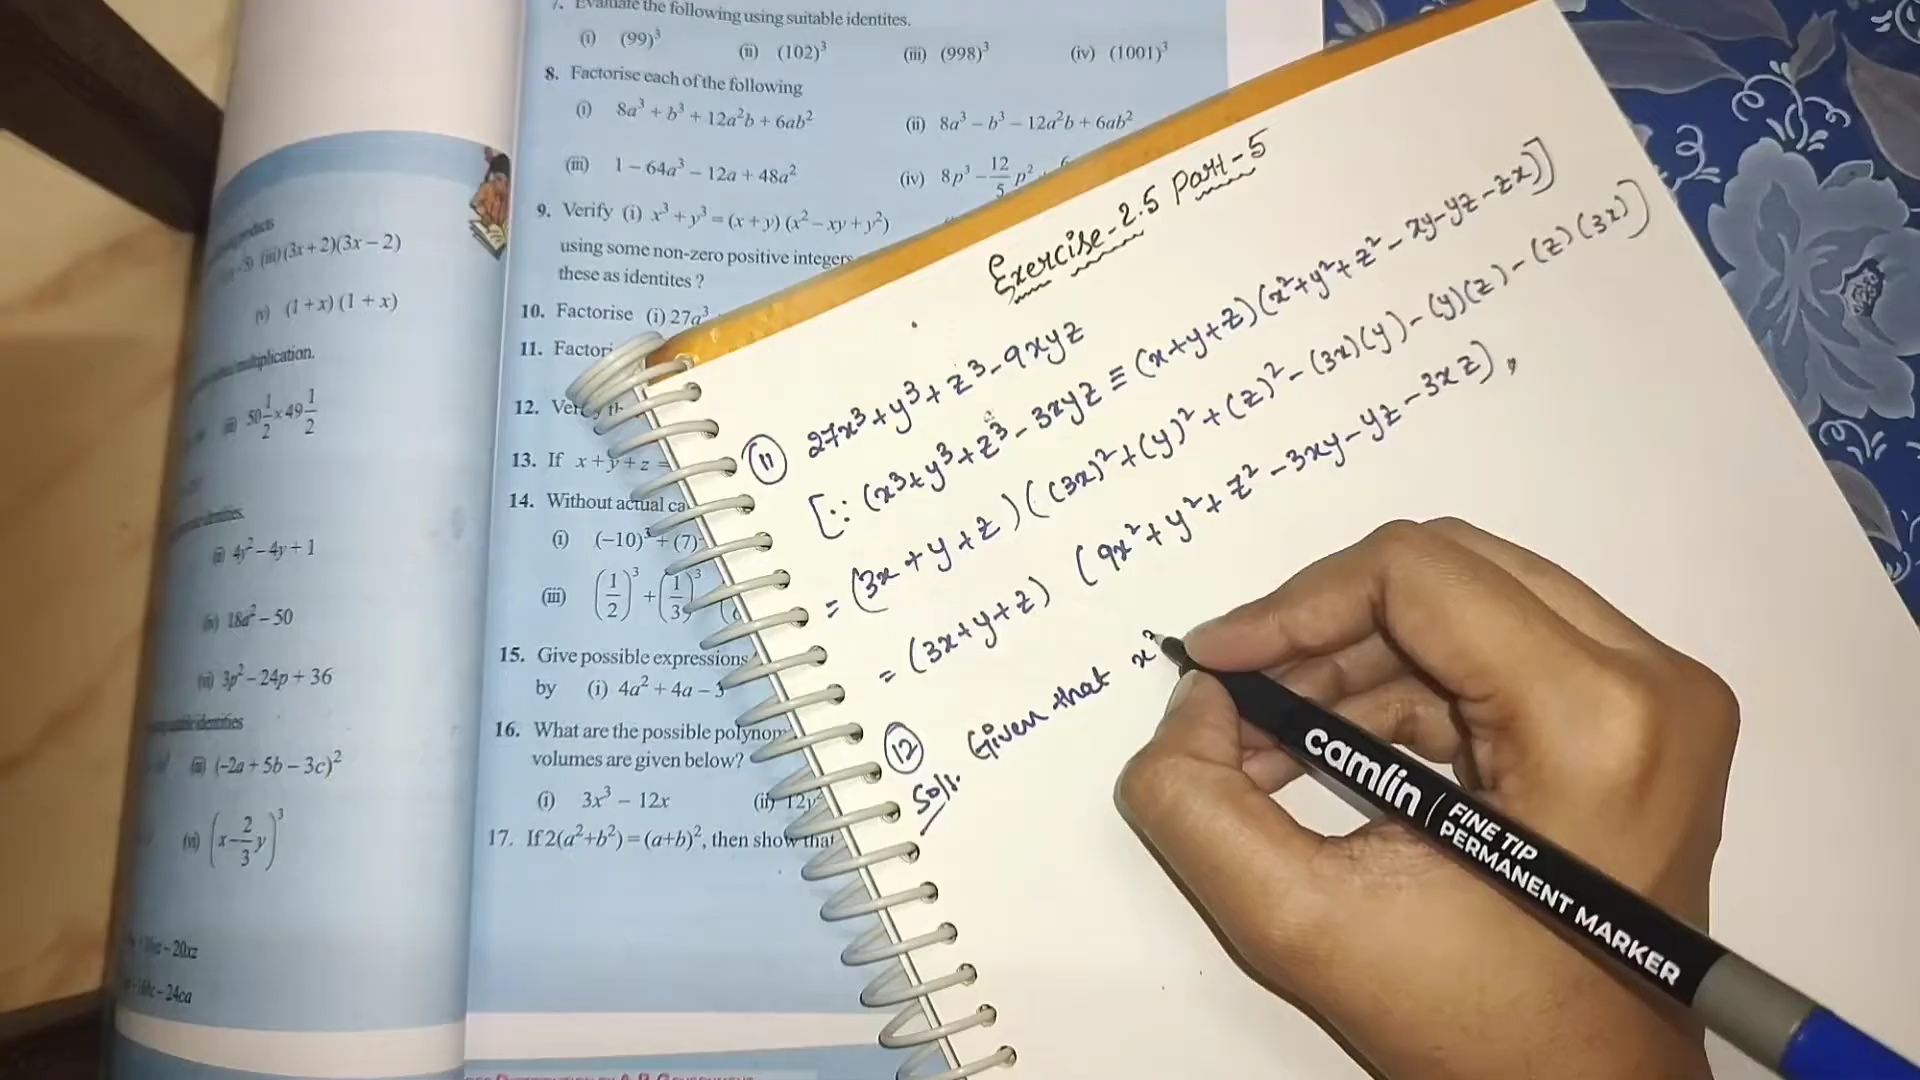 7. Evaluate the following using suitable identites.
(i) (99)³ (ii) (102)³ (iii) (998)³ (iv) (1001)³
8. Factorise each of the following
(i) 8a³ + b³ + 12a²b + 6ab² (ii) 8a³ – b³ – 12a²b + 6ab²
(iii) 1 – 64a³ – 12a + 48a² (iv) 8p³ – 12/5 p²
9. Verify (i) x³ + y³ = (x + y) (x² – xy + y²)
using some non-zero positive integers
these as identites ?
10. Factorise (i) 27a³
11. Factori
12.
13. If x + y + z =
14. Without actual ca
(i) (–10)³ + (7)
(iii) (1/2)³ + (1/3)³
15. Give possible expressions
by (i) 4a² + 4a – 3
16. What are the possible polynom
volumes are given below?
(i) 3x³ – 12x (ii) 12y²
17. If 2(a²+b²) = (a+b)², then show that
(iii) (3x + 2)(3x – 2)
(v) (1 + x) (1 + x)
multiplication.
50 1/2 × 49 1/2
(ii) 4y² – 4y + 1
(iv) 18a² – 50
3p² – 24p + 36
identities
(–2a + 5b – 3c)²
(vi) (x – 2/3 y)³
– 20xz
– 24ca
Exercise-2.5 Part-5
11 27x³+y³+z³-9xyz
[∵ (x³+y³+z³-3xyz ≡ (x+y+z)(x²+y²+z²-xy-yz-zx)]
= (3x+y+z)((3x)²+(y)²+(z)²-(3x)(y)-(y)(z)-(z)(3x)]
= (3x+y+z) (9x²+y²+z²-3xy-yz-3xz),
12
Sol. Given that x²
camlin
FINE TIP
PERMANENT MARKER